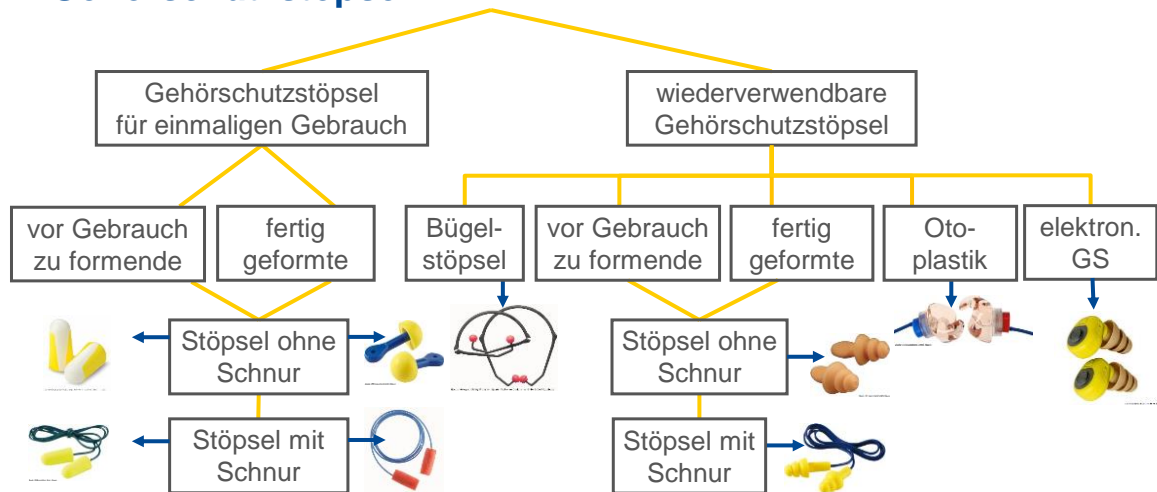 Gehörschutzstöpsel
für einmaligen Gebrauch
wiederverwendbare
Gehörschutzstöpsel
vor Gebrauch
zu formende
fertig
geformte
Bügel-
stöpsel
vor Gebrauch
zu formende
fertig
geformte
Oto-
plastik
elektron.
GS
Stöpsel ohne
Schnur
Stöpsel ohne
Schnur
Stöpsel mit
Schnur
Stöpsel mit
Schnur